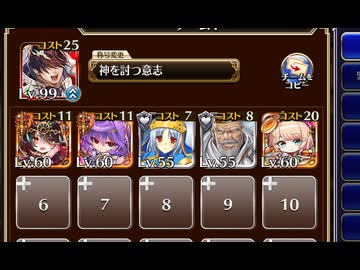 コスト25
称号変更
神を討つ意志
Lv.99
チームを
コピー
コスト11
コスト11
コスト7
コスト8
コスト20
Lv.60
Lv.60
Lv.55
Lv.55
Lv.60
6
7
8
9
10